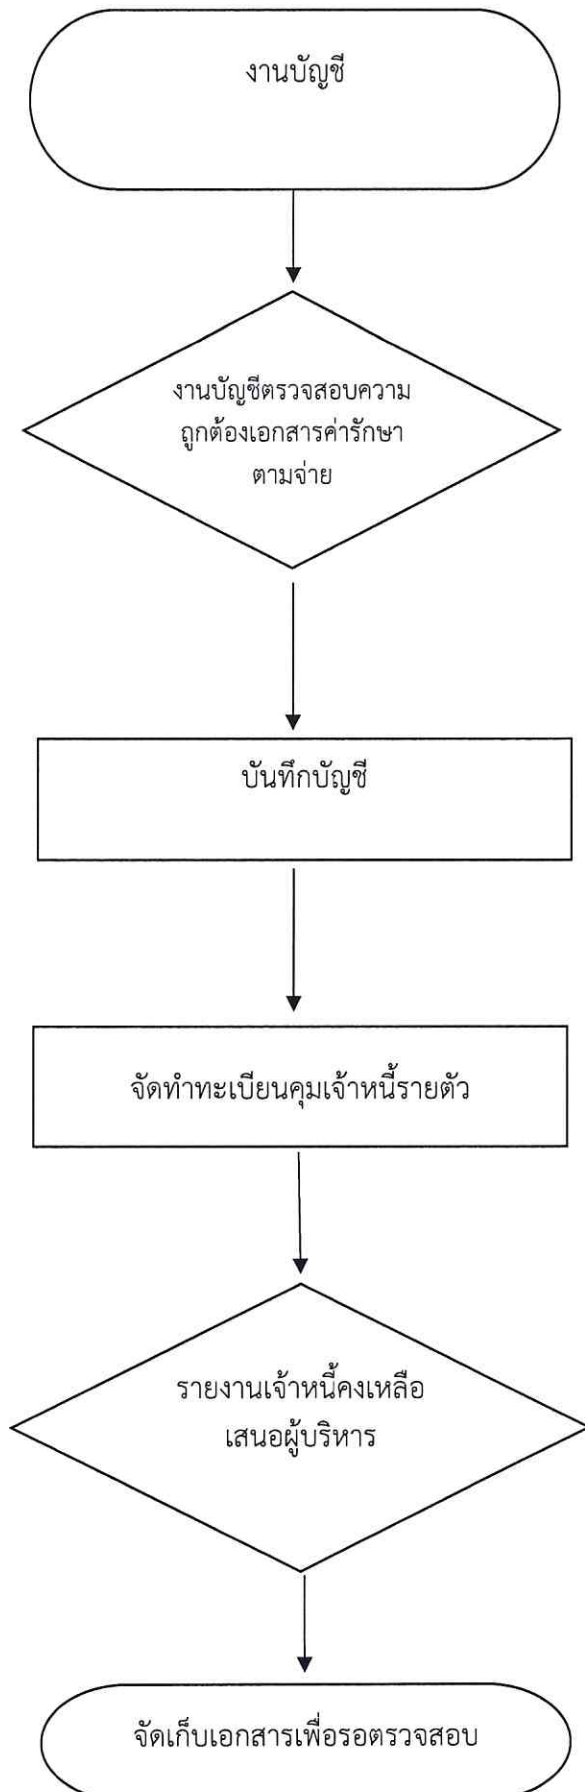 งานบัญชี
งานบัญชีตรวจสอบความ
ถูกต้องเอกสารค่ารักษา
ตามจ่าย
บันทึกบัญชี
จัดทำทะเบียนคุมเจ้าหนี้รายตัว
รายงานเจ้าหนี้คงเหลือ
เสนอผู้บริหาร
จัดเก็บเอกสารเพื่อรอตรวจสอบ